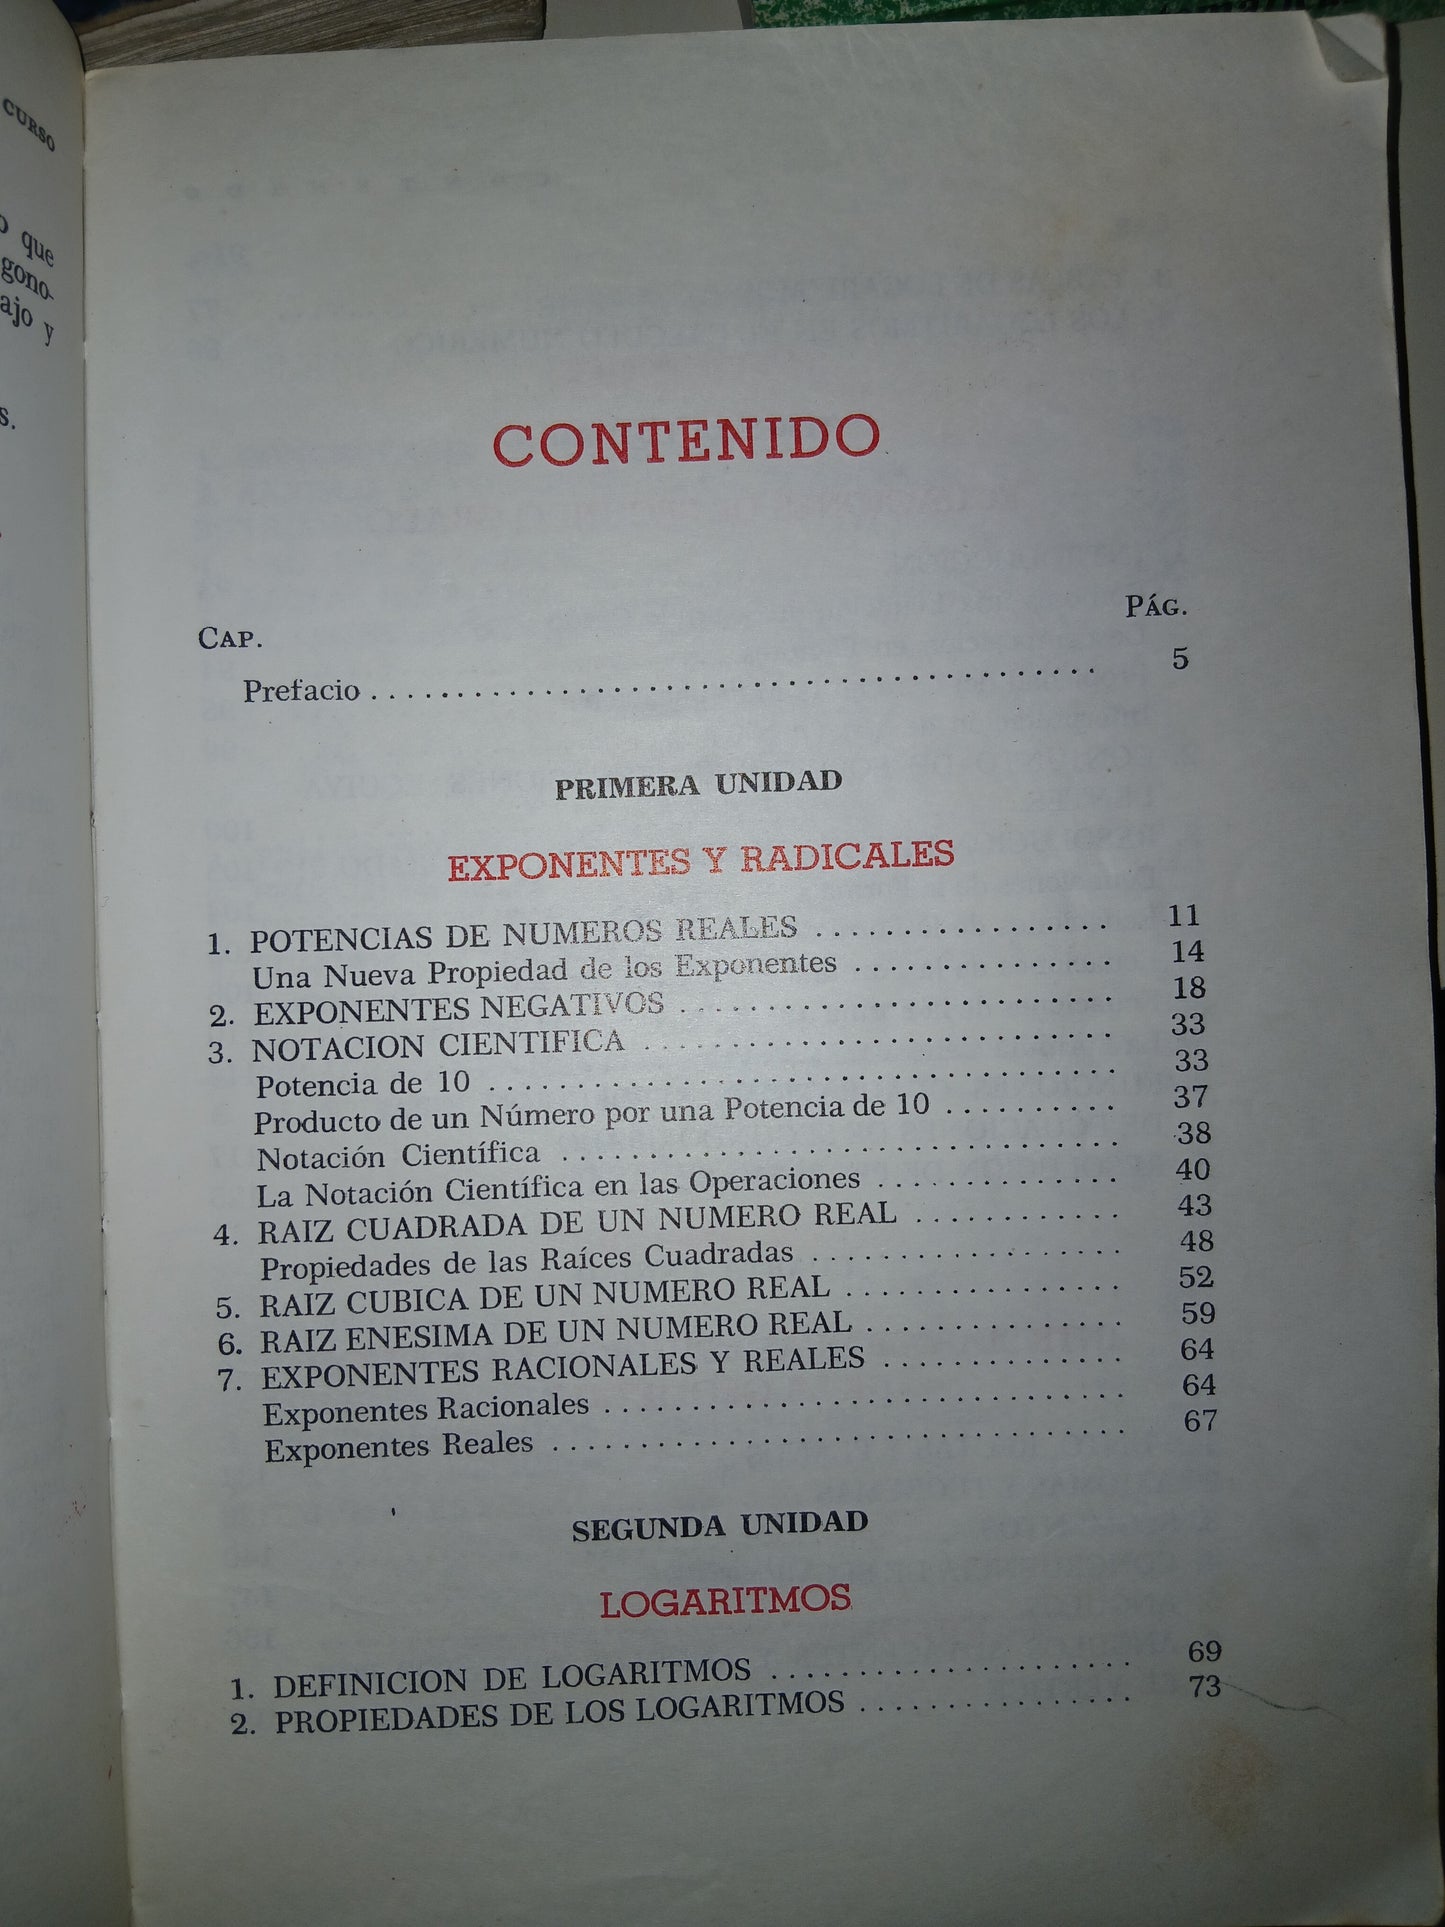 CURSO
que
gono-
ajo y
s.
CONTENIDO
CAP.
PÁG.
Prefacio . . . . . . . . . . . . . . . . . . . . . . . . . . . . . . . . . . . . . . . . . . . 5
PRIMERA UNIDAD
EXPONENTES Y RADICALES
1. POTENCIAS DE NUMEROS REALES . . . . . . . . . . . . . . . . . 11
Una Nueva Propiedad de los Exponentes . . . . . . . . . . . . . . . 14
2. EXPONENTES NEGATIVOS . . . . . . . . . . . . . . . . . . . . . . . . . 18
3. NOTACION CIENTIFICA . . . . . . . . . . . . . . . . . . . . . . . . . . . 33
Potencia de 10 . . . . . . . . . . . . . . . . . . . . . . . . . . . . . . . . . . . . 33
Producto de un Número por una Potencia de 10 . . . . . . . . . . 37
Notación Científica . . . . . . . . . . . . . . . . . . . . . . . . . . . . . . . . 38
La Notación Científica en las Operaciones . . . . . . . . . . . . . . 40
4. RAIZ CUADRADA DE UN NUMERO REAL . . . . . . . . . . . . 43
Propiedades de las Raíces Cuadradas . . . . . . . . . . . . . . . . . . 48
5. RAIZ CUBICA DE UN NUMERO REAL . . . . . . . . . . . . . . . . 52
6. RAIZ ENESIMA DE UN NUMERO REAL . . . . . . . . . . . . . . . 59
7. EXPONENTES RACIONALES Y REALES . . . . . . . . . . . . . . 64
Exponentes Racionales . . . . . . . . . . . . . . . . . . . . . . . . . . . . . . 64
Exponentes Reales . . . . . . . . . . . . . . . . . . . . . . . . . . . . . . . . . 67
SEGUNDA UNIDAD
LOGARITMOS
1. DEFINICION DE LOGARITMOS . . . . . . . . . . . . . . . . . . . . . 69
2. PROPIEDADES DE LOS LOGARITMOS . . . . . . . . . . . . . . . . 73